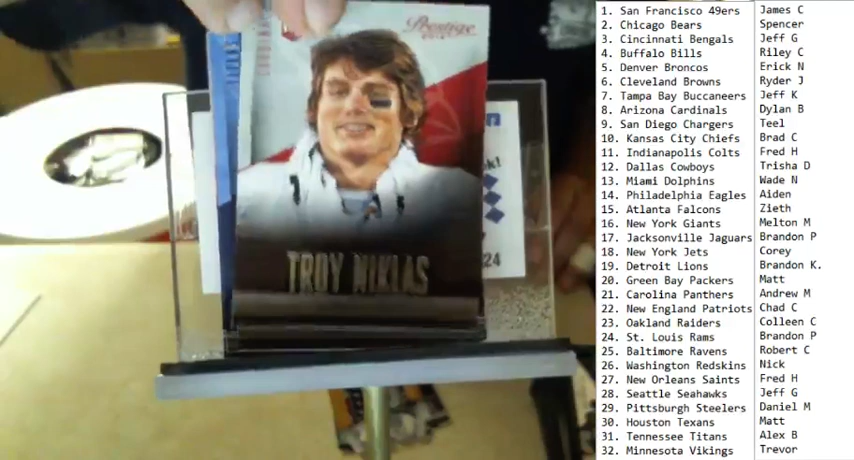 Prestige
TROY NIKLAS
24
1. San Francisco 49ers James C
2. Chicago Bears Spencer
3. Cincinnati Bengals Jeff G
4. Buffalo Bills Riley C
5. Denver Broncos Erick N
6. Cleveland Browns Ryder J
7. Tampa Bay Buccaneers Jeff K
8. Arizona Cardinals Dylan B
9. San Diego Chargers Teel
10. Kansas City Chiefs Brad C
11. Indianapolis Colts Fred H
12. Dallas Cowboys Trisha D
13. Miami Dolphins Wade N
14. Philadelphia Eagles Aiden
15. Atlanta Falcons Zieth
16. New York Giants Melton M
17. Jacksonville Jaguars Brandon P
18. New York Jets Corey
19. Detroit Lions Brandon K.
20. Green Bay Packers Matt
21. Carolina Panthers Andrew M
22. New England Patriots Chad C
23. Oakland Raiders Colleen C
24. St. Louis Rams Brandon P
25. Baltimore Ravens Robert C
26. Washington Redskins Nick
27. New Orleans Saints Fred H
28. Seattle Seahawks Jeff G
29. Pittsburgh Steelers Daniel M
30. Houston Texans Matt
31. Tennessee Titans Alex B
32. Minnesota Vikings Trevor